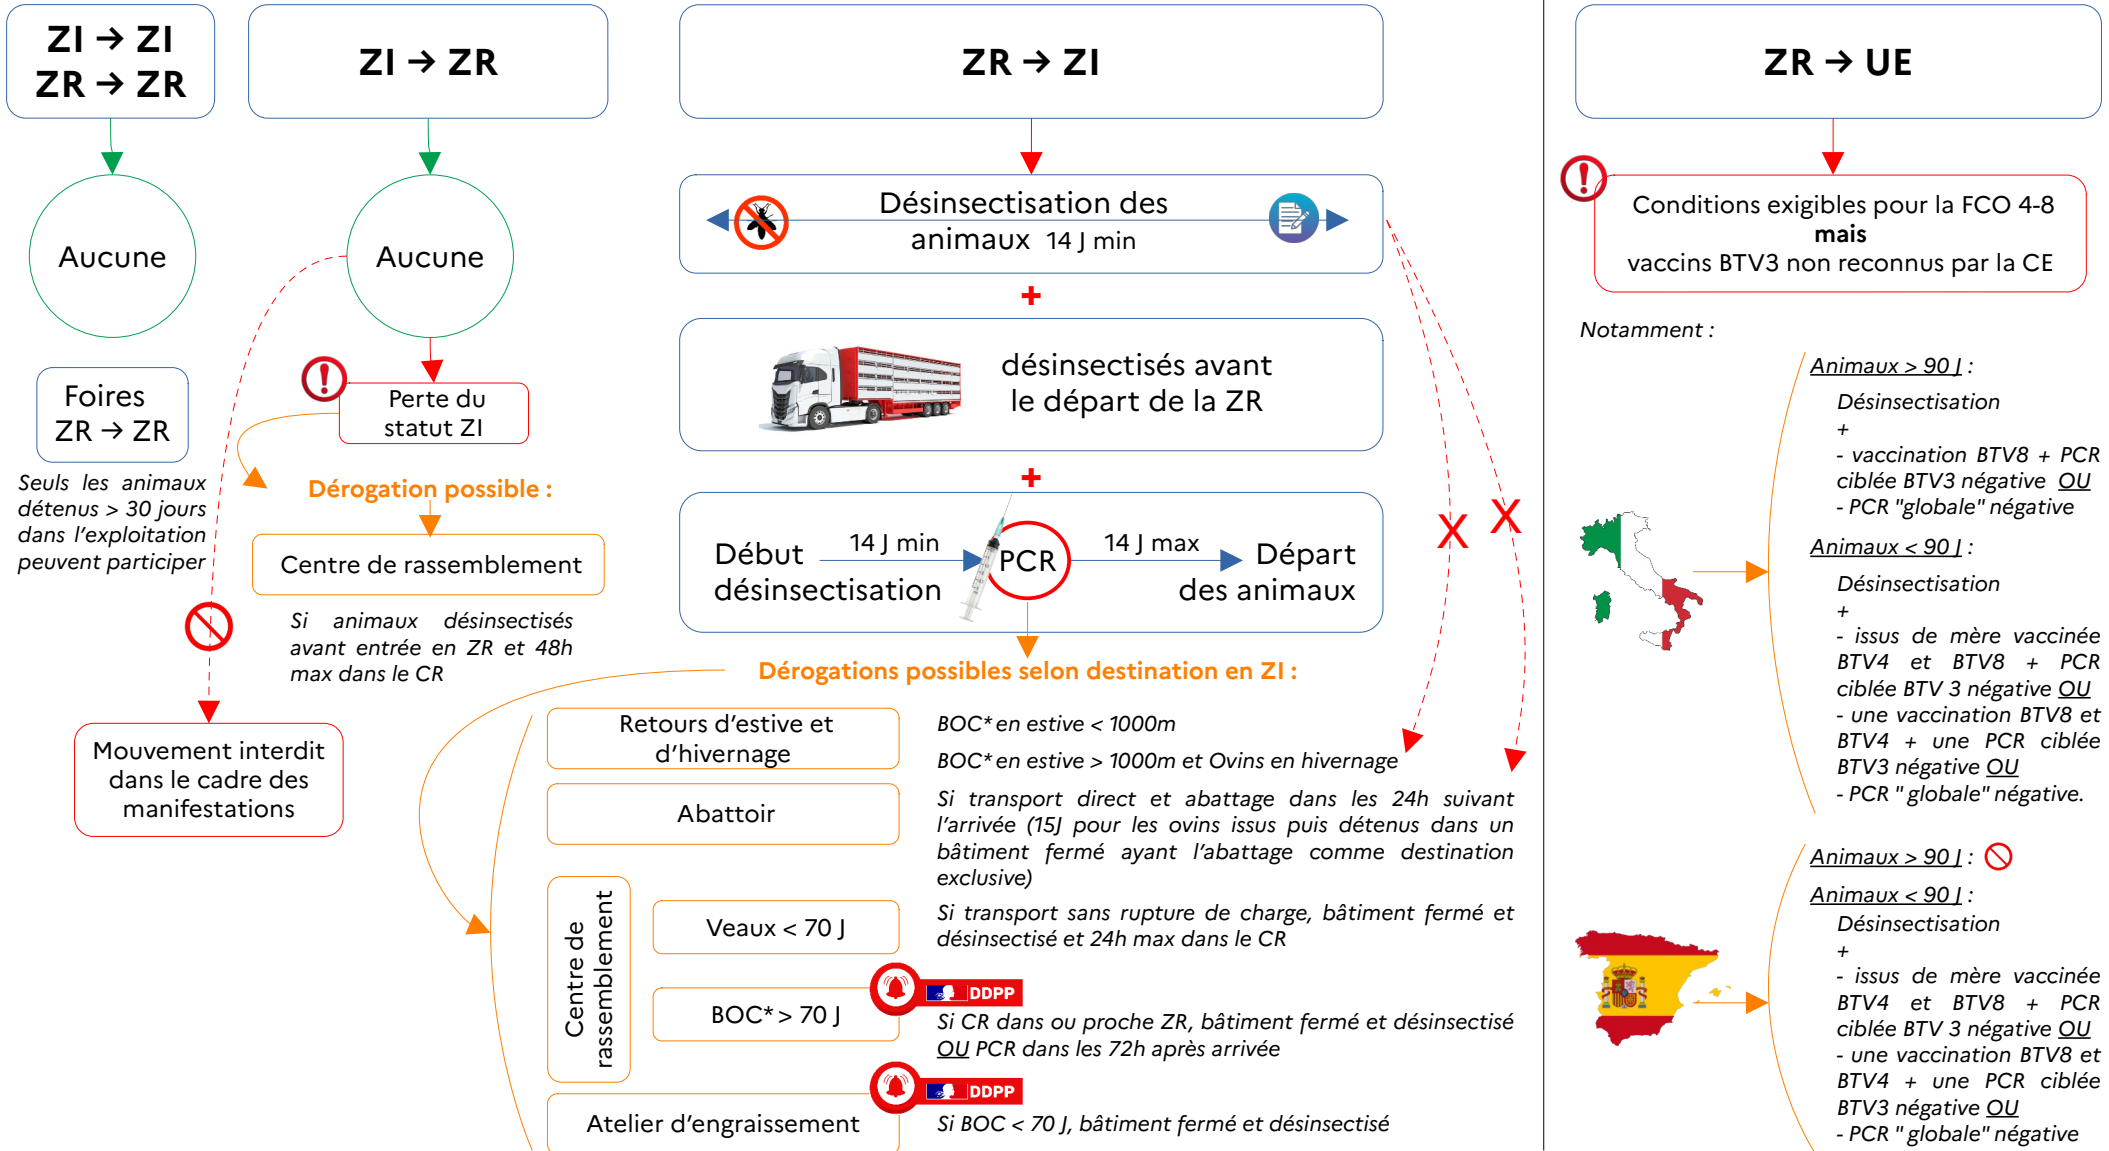 ZI → ZI
ZR → ZR
Aucune
Foires
ZR → ZR
Seuls les animaux
détenus > 30 jours
dans l'exploitation
peuvent participer
ZI → ZR
Aucune
Perte du
statut ZI
Dérogation possible :
Centre de rassemblement
Si animaux désinsectisés
avant entrée en ZR et 48h
max dans le CR
Mouvement interdit
dans le cadre des
manifestations
ZR → ZI
Désinsectisation des
animaux 14 J min
+
désinsectisés avant
le départ de la ZR
+
Début
désinsectisation
14 J min
PCR
14 J max
Départ
des animaux
X
X
Dérogations possibles selon destination en ZI :
Retours d'estive et
d'hivernage
BOC* en estive < 1000m
BOC* en estive > 1000m et Ovins en hivernage
Abattoir
Si transport direct et abattage dans les 24h suivant
l'arrivée (15J pour les ovins issus puis détenus dans un
bâtiment fermé ayant l'abattage comme destination
exclusive)
Centre de
rassemblement
Veaux < 70 J
Si transport sans rupture de charge, bâtiment fermé et
désinsectisé et 24h max dans le CR
BOC* > 70 J
DDPP
Si CR dans ou proche ZR, bâtiment fermé et désinsectisé
OU PCR dans les 72h après arrivée
Atelier d'engraissement
DDPP
Si BOC < 70 J, bâtiment fermé et désinsectisé
ZR → UE
!
Conditions exigibles pour la FCO 4-8
mais
vaccins BTV3 non reconnus par la CE
Notamment :
Animaux > 90 J :
Désinsectisation
+
- vaccination BTV8 + PCR
ciblée BTV3 négative OU
- PCR "globale" négative
Animaux < 90 J :
Désinsectisation
+
- issus de mère vaccinée
BTV4 et BTV8 + PCR
ciblée BTV 3 négative OU
- une vaccination BTV8 et
BTV4 + une PCR ciblée
BTV3 négative OU
- PCR " globale" négative.
Animaux > 90 J :
Animaux < 90 J :
Désinsectisation
+
- issus de mère vaccinée
BTV4 et BTV8 + PCR
ciblée BTV 3 négative OU
- une vaccination BTV8 et
BTV4 + une PCR ciblée
BTV3 négative OU
- PCR " globale" négative